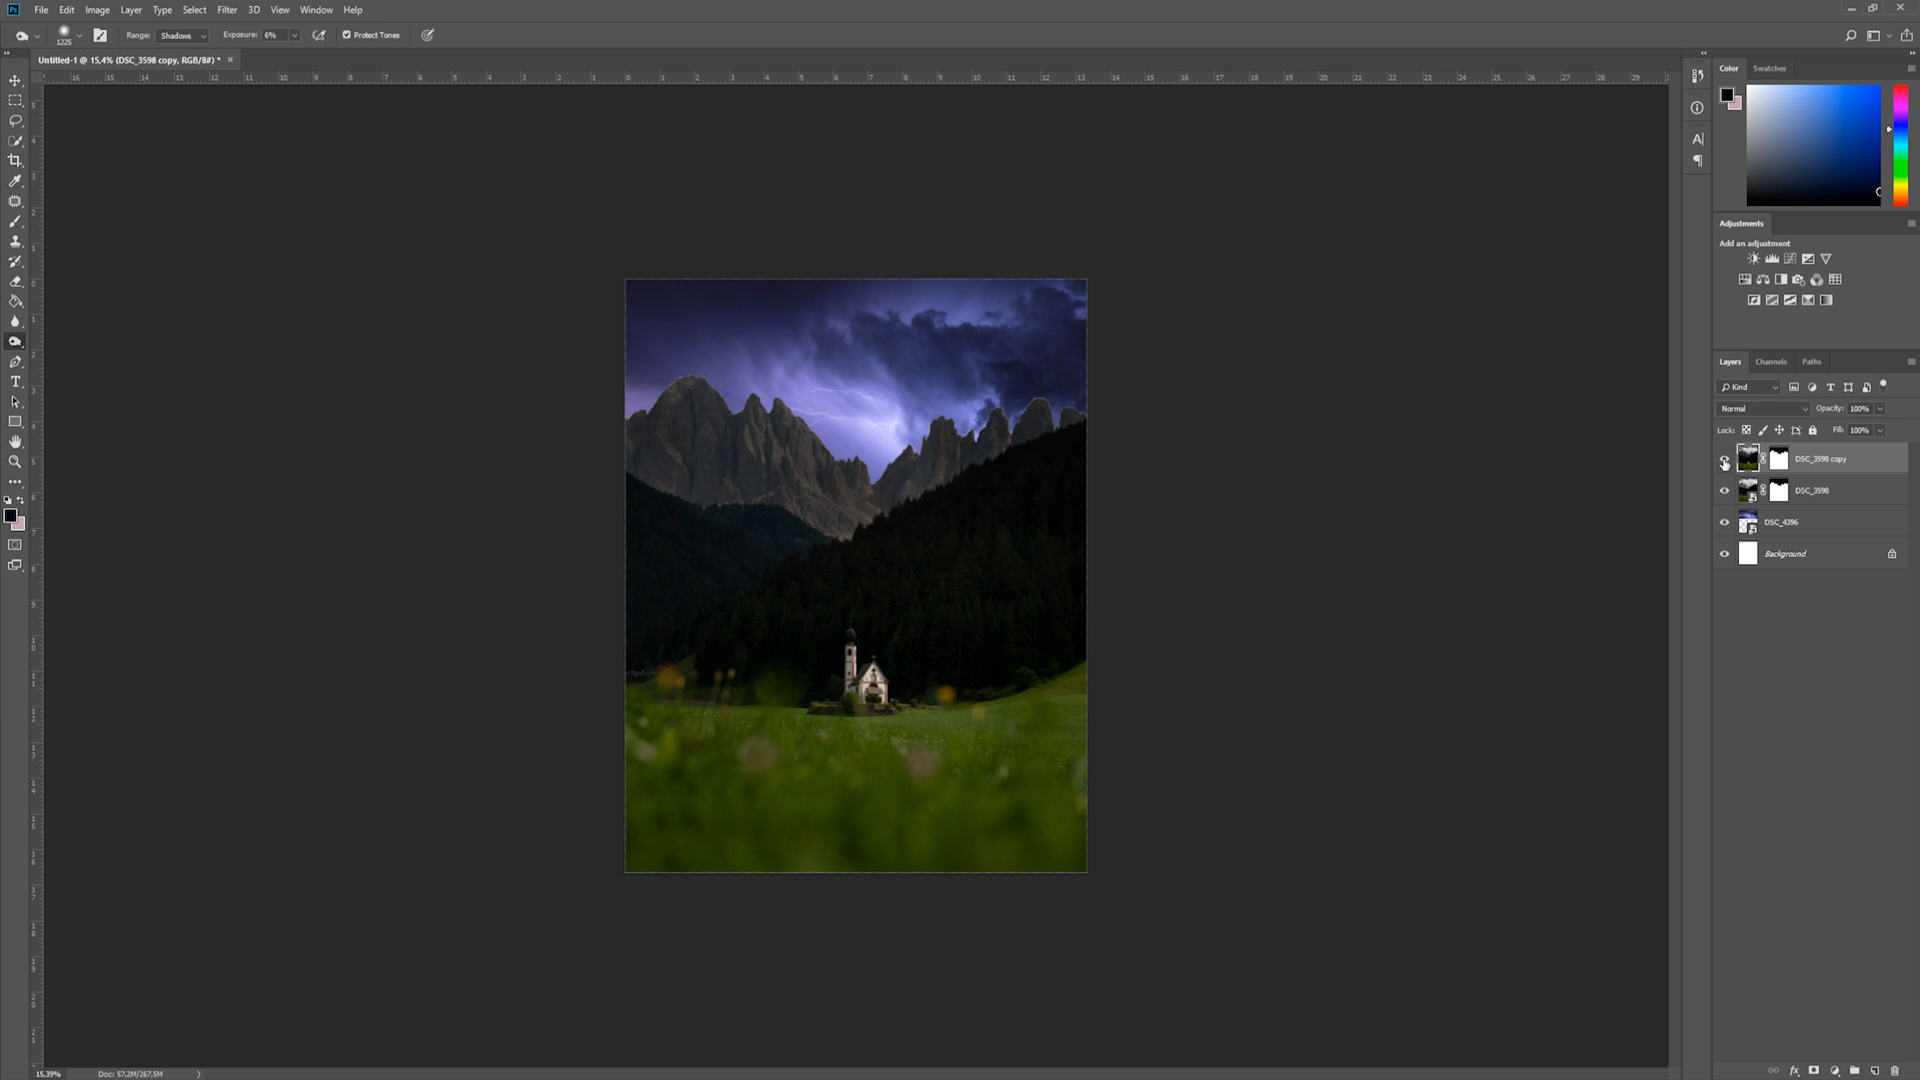 Ps File Edit Image Layer Type Select Filter 3D View Window Help
1225 Range: Shadows Exposure: 6% Protect Tones
Untitled-1 @ 15,4% (DSC_3598 copy, RGB/8#) * ×
Color Swatches
Adjustments
Add an adjustment
Layers Channels Paths
Kind
Normal Opacity: 100%
Lock: Fill: 100%
DSC_3598 copy
DSC_3598
DSC_4396
Background
15,39% Doc: 57,2M/267,5M